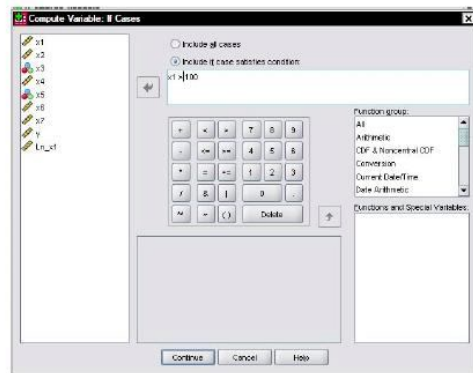 Compute Variable: If Cases
x1
x2
x3
x4
x5
x6
x7
y
Ln_x1
Include all cases
Include if case satisfies condition:
x1 > 100
+ < > 7 8 9
- <= >= 4 5 6
* = ~= 1 2 3
/ & | 0 .
** ~ ( ) Delete
Function group:
All
Arithmetic
CDF & Noncentral CDF
Conversion
Current Date/Time
Date Arithmetic
Functions and Special Variables:
Continue Cancel Help